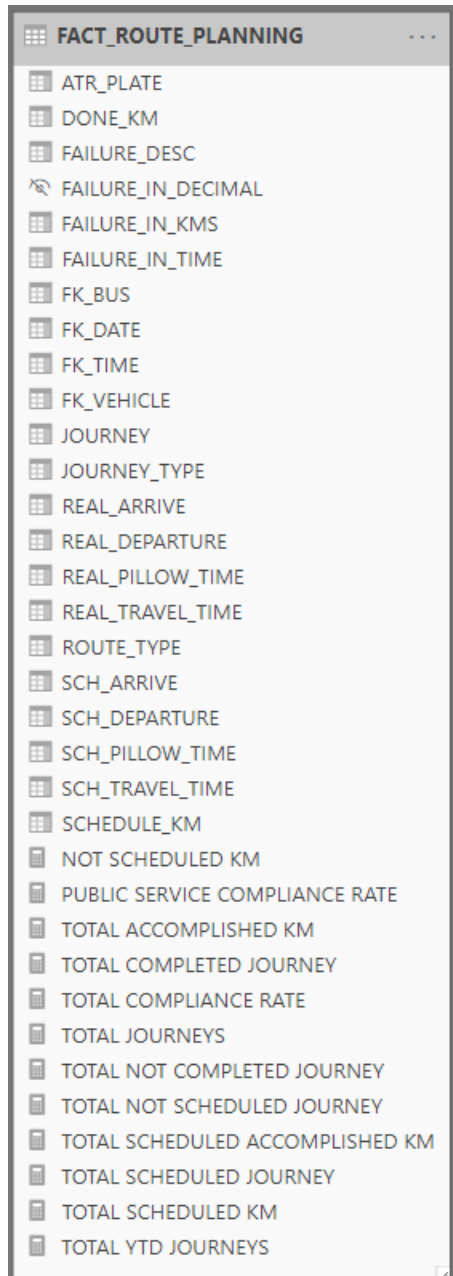 FACT_ROUTE_PLANNING
ATR_PLATE
DONE_KM
FAILURE_DESC
FAILURE_IN_DECIMAL
FAILURE_IN_KMS
FAILURE_IN_TIME
FK_BUS
FK_DATE
FK_TIME
FK_VEHICLE
JOURNEY
JOURNEY_TYPE
REAL_ARRIVE
REAL_DEPARTURE
REAL_PILLOW_TIME
REAL_TRAVEL_TIME
ROUTE_TYPE
SCH_ARRIVE
SCH_DEPARTURE
SCH_PILLOW_TIME
SCH_TRAVEL_TIME
SCHEDULE_KM
NOT SCHEDULED KM
PUBLIC SERVICE COMPLIANCE RATE
TOTAL ACCOMPLISHED KM
TOTAL COMPLETED JOURNEY
TOTAL COMPLIANCE RATE
TOTAL JOURNEYS
TOTAL NOT COMPLETED JOURNEY
TOTAL NOT SCHEDULED JOURNEY
TOTAL SCHEDULED ACCOMPLISHED KM
TOTAL SCHEDULED JOURNEY
TOTAL SCHEDULED KM
TOTAL YTD JOURNEYS